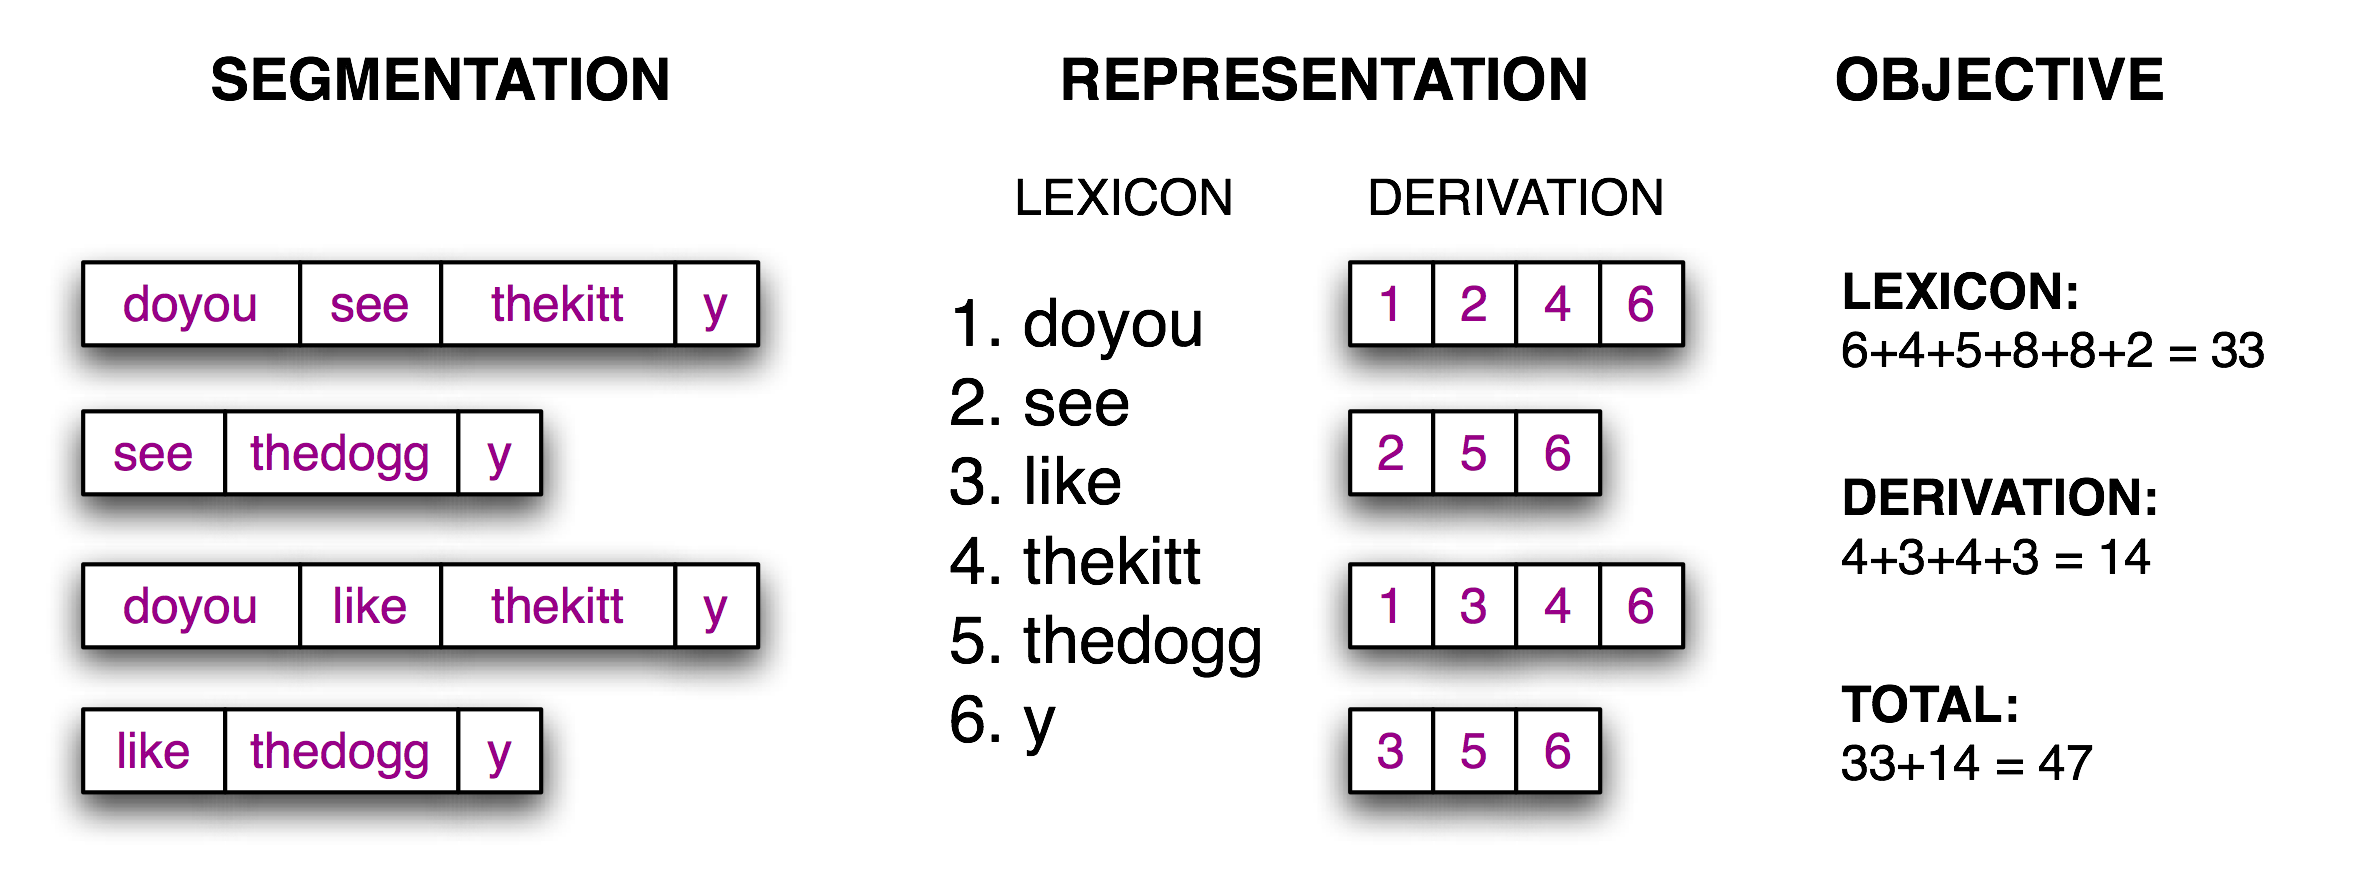 SEGMENTATION
doyou see thekitt y
see thedogg y
doyou like thekitt y
like thedogg y
REPRESENTATION
LEXICON
1. doyou
2. see
3. like
4. thekitt
5. thedogg
6. y
DERIVATION
1 2 4 6
2 5 6
1 3 4 6
3 5 6
OBJECTIVE
LEXICON:
6+4+5+8+8+2 = 33
DERIVATION:
4+3+4+3 = 14
TOTAL:
33+14 = 47